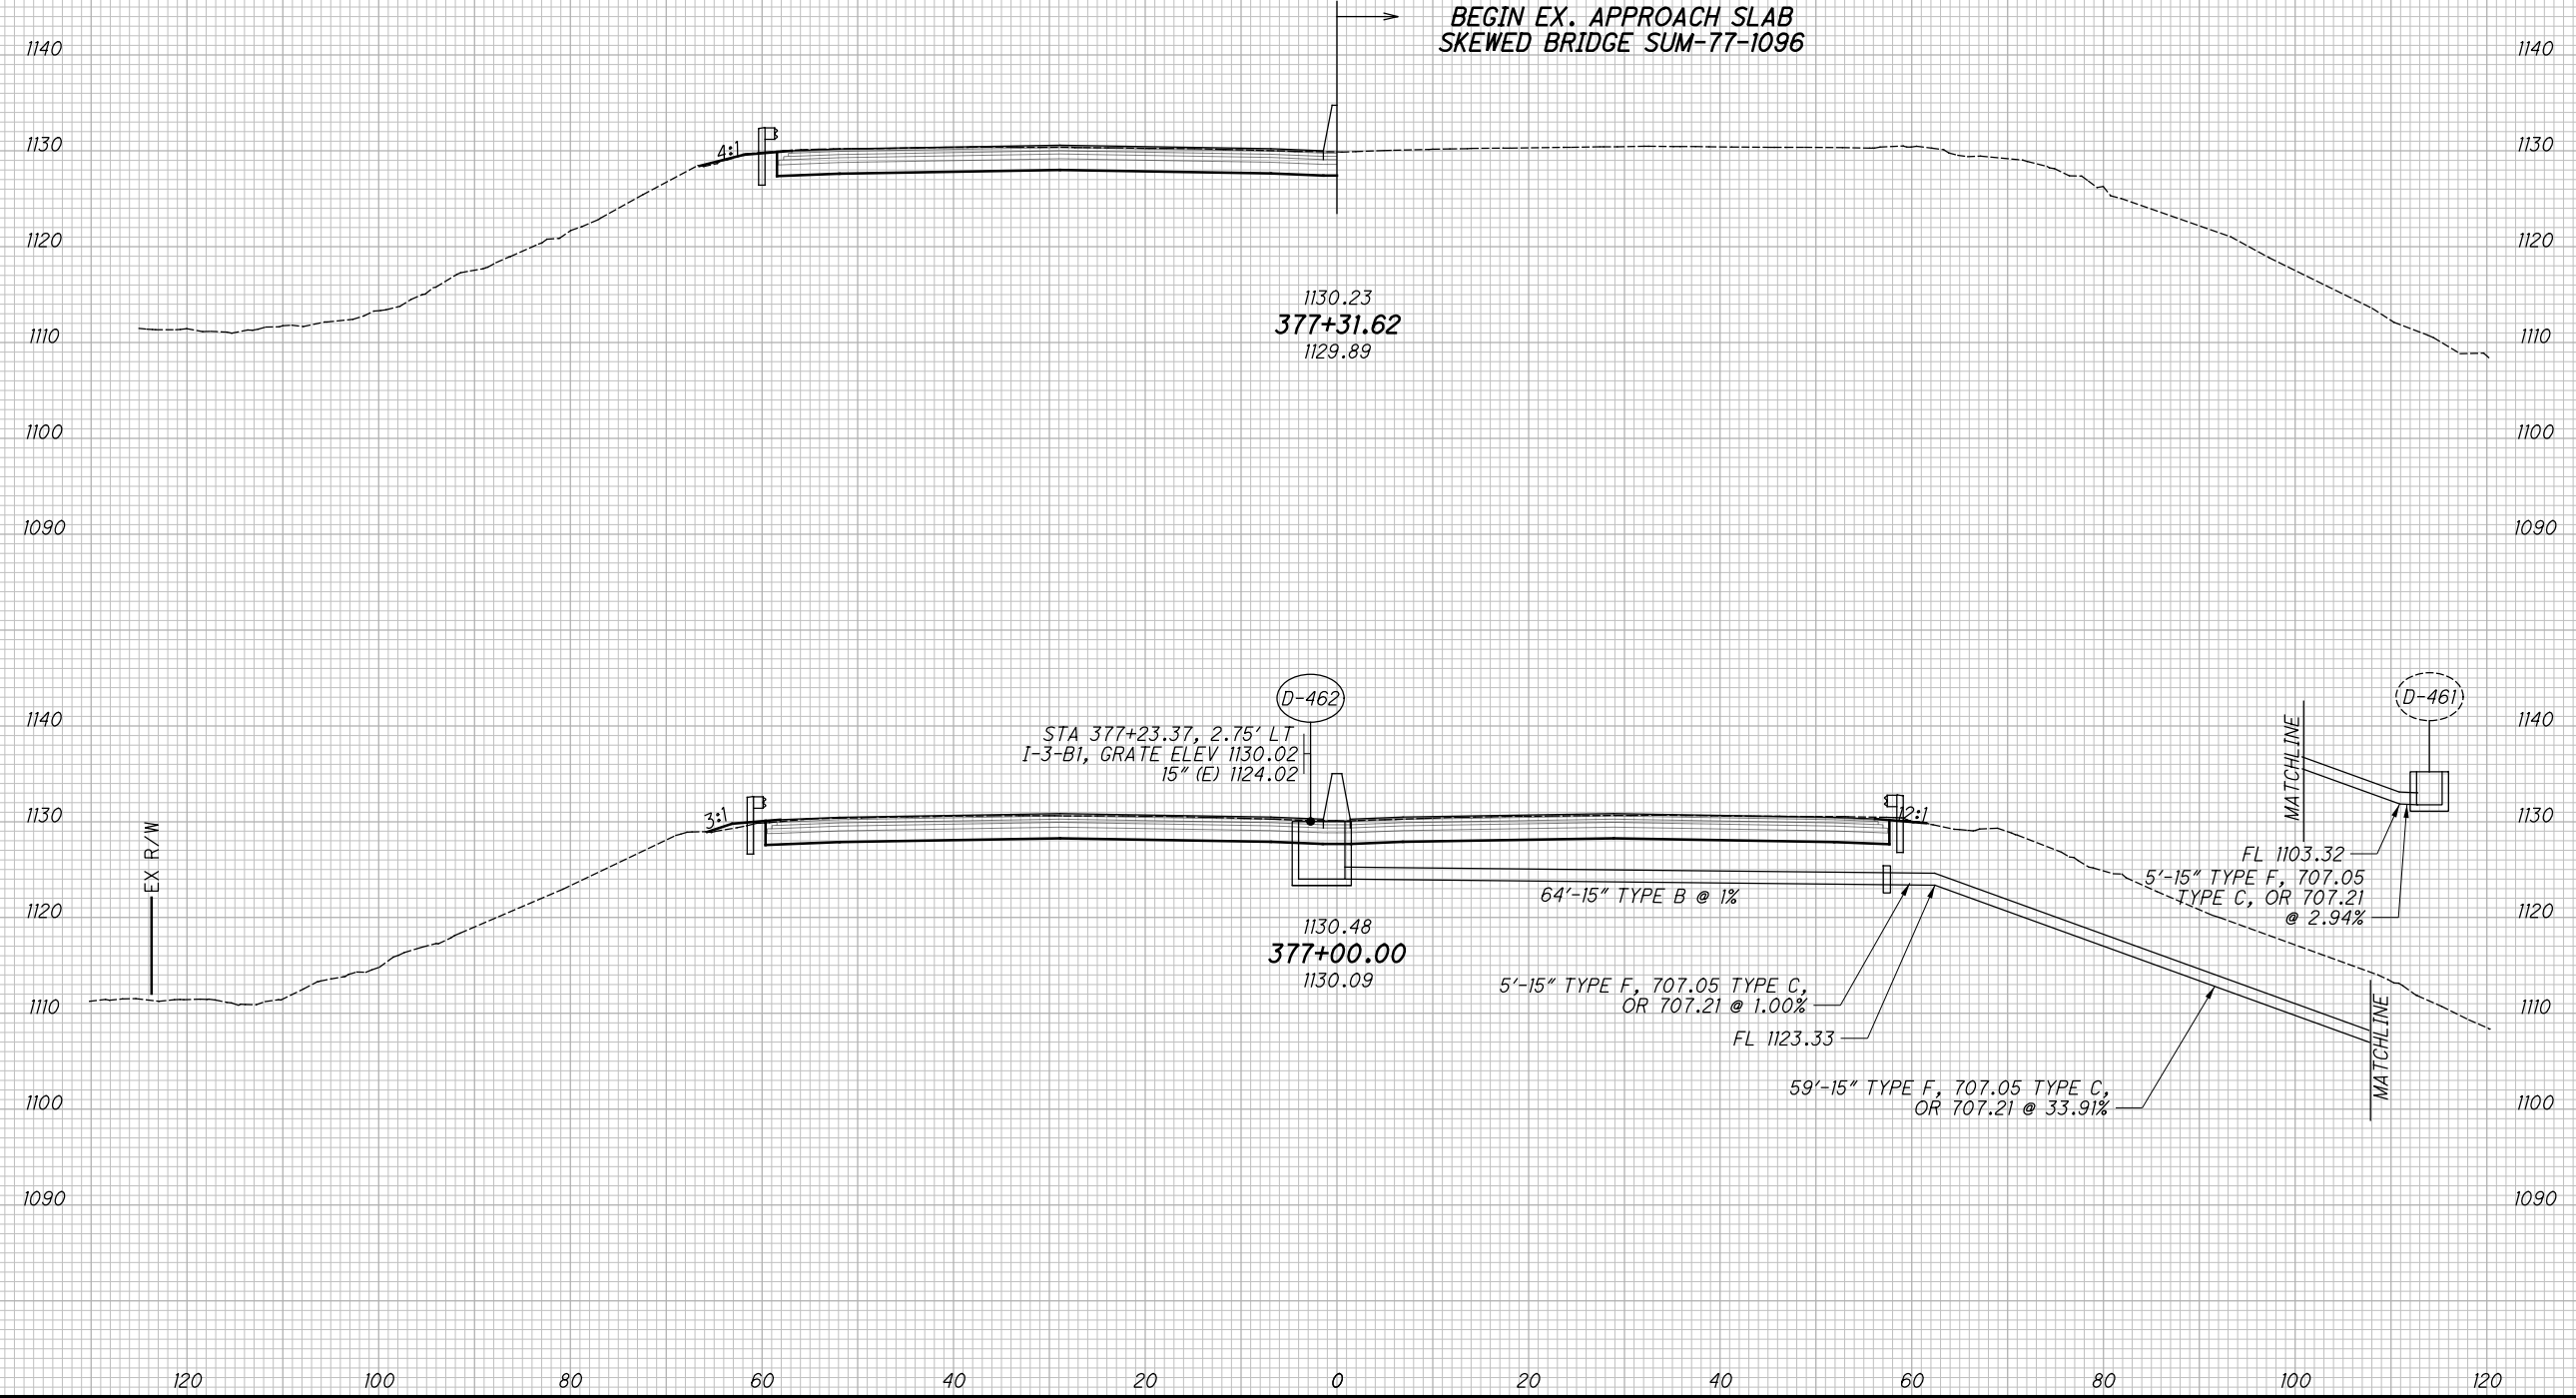 BEGIN EX. APPROACH SLAB
SKEWED BRIDGE SUM-77-1096
1140 1140
1130 4:1 1130
1120 1120
1130.23
377+31.62
1129.89
1110 1110
1100 1100
1090 1090
D-462 D-461
1140 1140
STA 377+23.37, 2.75' LT
I-3-B1, GRATE ELEV 1130.02
15" (E) 1124.02
MATCHLINE
1130 3:1 12:1 1130
EX R/W
FL 1103.32
5'-15" TYPE F, 707.05
TYPE C, OR 707.21
@ 2.94%
64'-15" TYPE B @ 1%
1120 1120
1130.48
377+00.00
1130.09
5'-15" TYPE F, 707.05 TYPE C,
OR 707.21 @ 1.00%
1110 1110
FL 1123.33
MATCHLINE
59'-15" TYPE F, 707.05 TYPE C,
OR 707.21 @ 33.91%
1100 1100
1090 1090
120 100 80 60 40 20 0 20 40 60 80 100 120